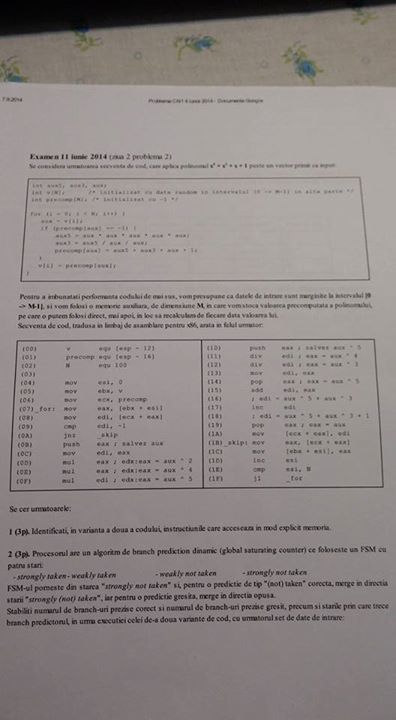 7.9.2014 Probleme CN1 4 iunie 2014 - Documente Google
Examen 11 iunie 2014 (ziua 2 problema 2)
Se considera urmatoarea secventa de cod, care aplica polinomul x⁵ + x³ + x + 1 peste un vector primit ca input:
int aux5, aux3, aux;
int v[N]; /* initializat cu date random in intervalul [0 -> M-1] in alta parte */
int precomp[M]; /* initializat cu -1 */
for (i = 0; i < N; i++) {
aux = v[i];
if (precomp[aux] == -1) {
aux5 = aux * aux * aux * aux * aux;
aux3 = aux5 / aux / aux;
precomp[aux] = aux5 + aux3 + aux + 1;
}
v[i] = precomp[aux];
}
Pentru a imbunatati performanta codului de mai sus, vom presupune ca datele de intrare sunt marginite la intervalul [0
-> M-1], si vom folosi o memorie auxiliara, de dimensiune M, in care vom stoca valoarea precomputata a polinomului,
pe care o putem folosi direct, mai apoi, in loc sa recalculam de fiecare data valoarea lui.
Secventa de cod, tradusa in limbaj de asamblare pentru x86, arata in felul urmator:
(00) v equ [esp - 12]
(01) precomp equ [esp - 16]
(02) N equ 100
(03)
(04) mov esi, 0
(05) mov ebx, v
(06) mov ecx, precomp
(07)_for: mov eax, [ebx + esi]
(08) mov edi, [ecx + eax]
(09) cmp edi, -1
(0A) jnz _skip
(0B) push eax ; salvez aux
(0C) mov edi, eax
(0D) mul eax ; edx:eax = aux ^ 2
(0E) mul eax ; edx:eax = aux ^ 4
(0F) mul edi ; edx:eax = aux ^ 5
(10) push eax ; salvez aux ^ 5
(11) div edi ; eax = aux ^ 4
(12) div edi ; eax = aux ^ 3
(13) mov edi, eax
(14) pop eax ; eax = aux ^ 5
(15) add edi, eax
(16) ; edi = aux ^ 5 + aux ^ 3
(17) inc edi
(18) ; edi = aux ^ 5 + aux ^ 3 + 1
(19) pop eax ; eax = aux
(1A) mov [ecx + eax], edi
(1B)_skip: mov eax, [ecx + eax]
(1C) mov [ebx + esi], eax
(1D) inc esi
(1E) cmp esi, N
(1F) jl _for
Se cer urmatoarele:
1 (3p). Identificati, in varianta a doua a codului, instructiunile care acceseaza in mod explicit memoria.
2 (3p). Procesorul are un algoritm de branch prediction dinamic (global saturating counter) ce foloseste un FSM cu
patru stari:
- strongly taken - weakly taken - weakly not taken - strongly not taken
FSM-ul porneste din starea "strongly not taken" si, pentru o predictie de tip "(not) taken" corecta, merge in directia
starii "strongly (not) taken", iar pentru o predictie gresita, merge in directia opusa.
Stabiliti numarul de branch-uri prezise corect si numarul de branch-uri prezise gresit, precum si starile prin care trece
branch predictorul, in urma executiei celei de-a doua variante de cod, cu urmatorul set de date de intrare: